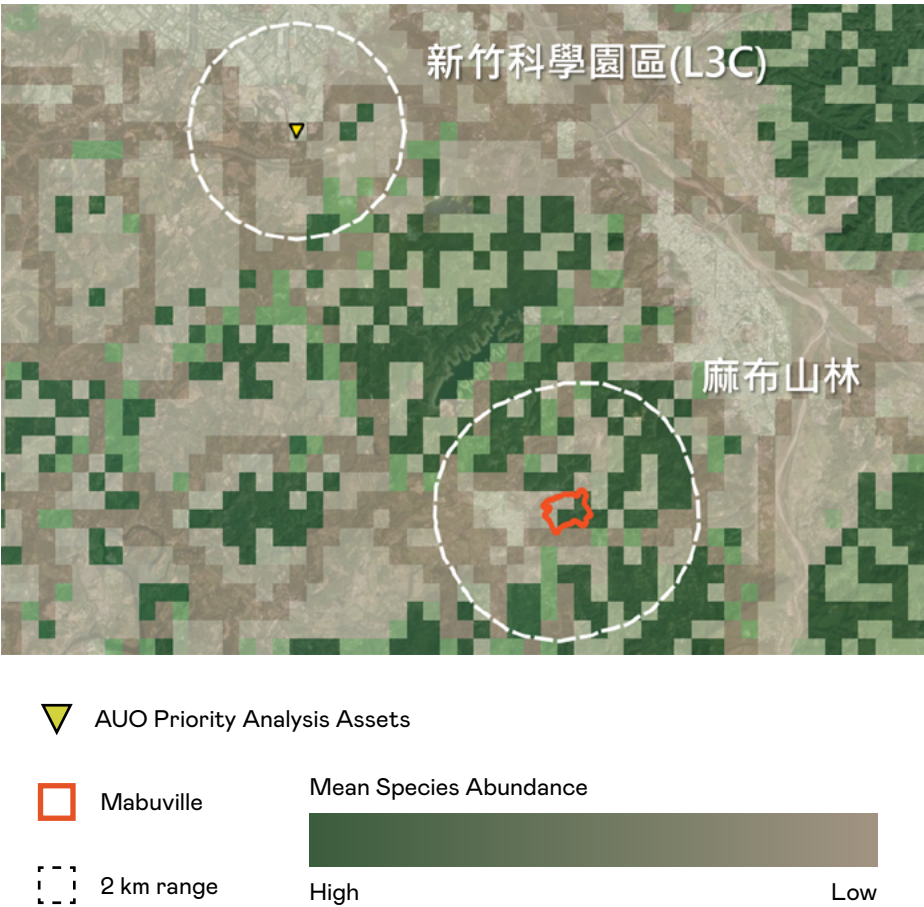 新竹科學園區(L3C)
麻布山林
AUO Priority Analysis Assets
Mabuville
Mean Species Abundance
2 km range
High
Low